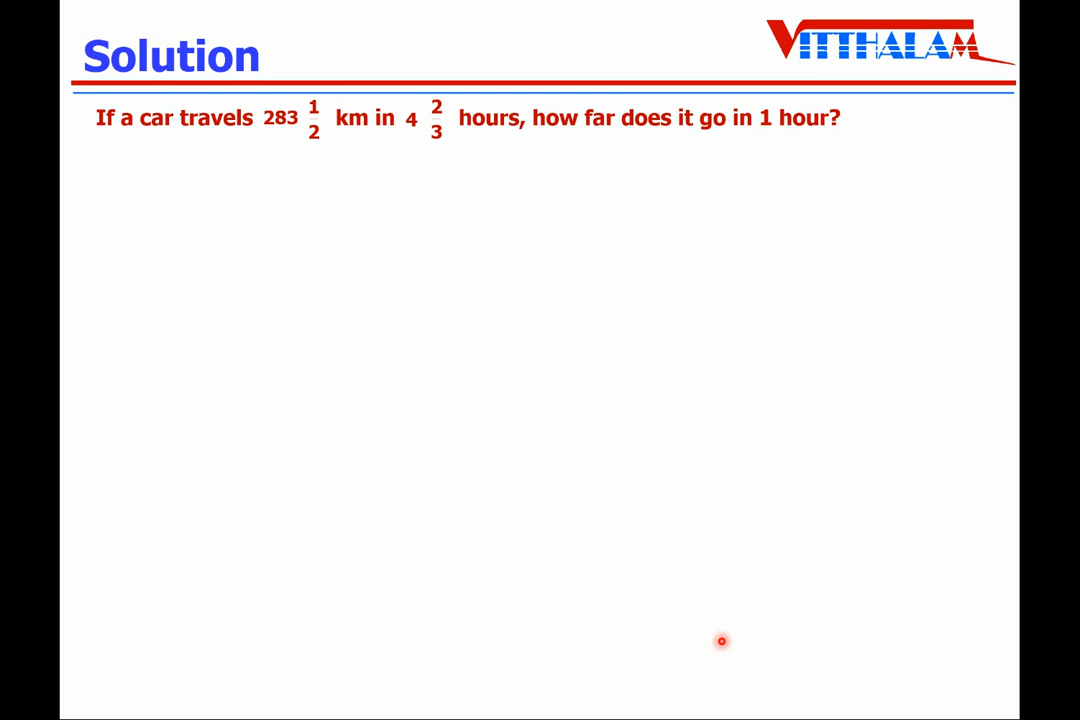 Solution
VITTHALAM
If a car travels 283 1/2 km in 4 2/3 hours, how far does it go in 1 hour?